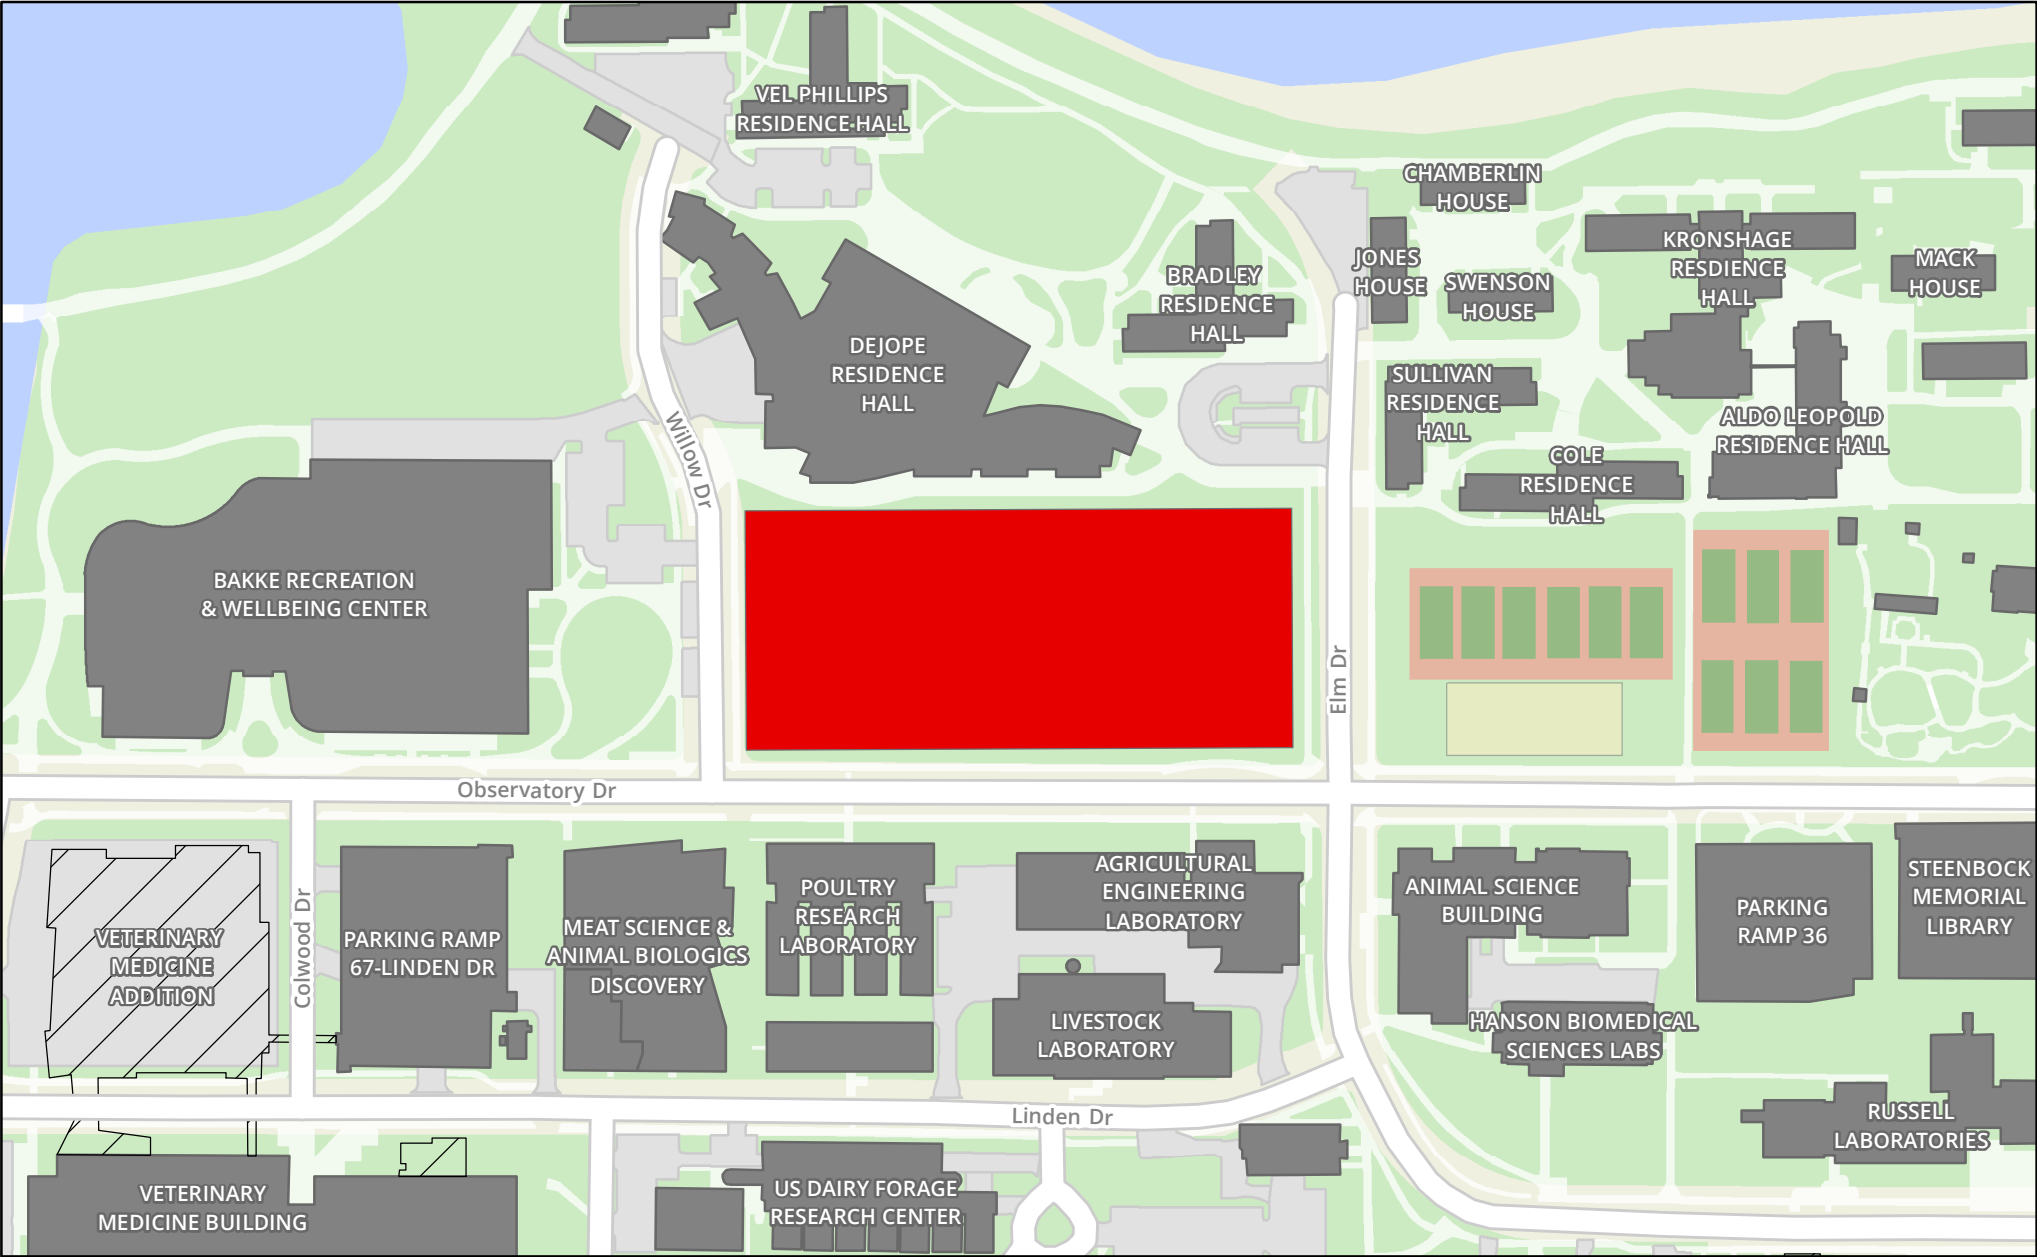 VEL PHILLIPS
RESIDENCE HALL
CHAMBERLIN
HOUSE
KRONSHAGE
RESDIENCE
HALL
JONES
HOUSE
MACK
HOUSE
BRADLEY
RESIDENCE
HALL
SWENSON
HOUSE
DEJOPE
RESIDENCE
HALL
SULLIVAN
RESIDENCE
HALL
ALDO LEOPOLD
RESIDENCE HALL
Willow Dr
COLE
RESIDENCE
HALL
BAKKE RECREATION
& WELLBEING CENTER
Elm Dr
Observatory Dr
VETERINARY
MEDICINE
ADDITION
Colwood Dr
PARKING RAMP
67-LINDEN DR
MEAT SCIENCE &
ANIMAL BIOLOGICS
DISCOVERY
POULTRY
RESEARCH
LABORATORY
AGRICULTURAL
ENGINEERING
LABORATORY
ANIMAL SCIENCE
BUILDING
PARKING
RAMP 36
STEENBOCK
MEMORIAL
LIBRARY
LIVESTOCK
LABORATORY
HANSON BIOMEDICAL
SCIENCES LABS
Linden Dr
RUSSELL
LABORATORIES
VETERINARY
MEDICINE BUILDING
US DAIRY FORAGE
RESEARCH CENTER